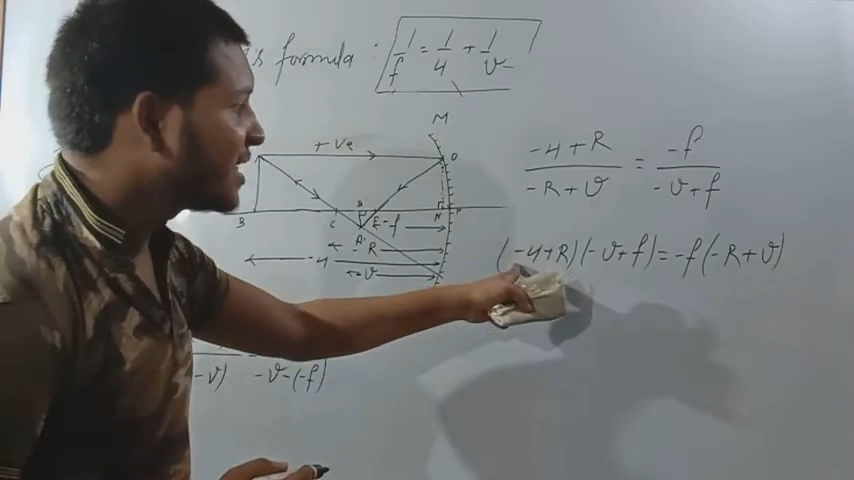 's formula : 1/f = 1/u + 1/v
M
+ve
O
B C B' E -f N P
A' -R
-u
v
(-u+R)/(-R+v) = -f/(-v+f)
(-u+R)(-v+f) = -f(-R+v)
-v) -v-(-f)